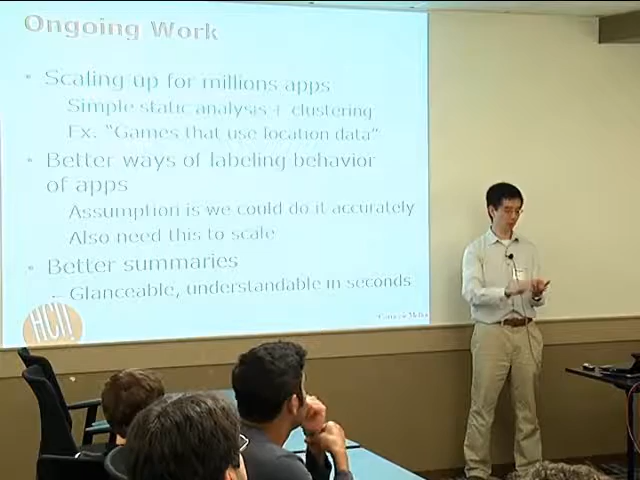 Ongoing Work
• Scaling up for millions apps
Simple static analysis + clustering
Ex. "Games that use location data"
• Better ways of labeling behavior
of apps
Assumption is we could do it accurately
Also need this to scale
• Better summaries
– Glanceable, understandable in seconds
HCII
Carnegie Mellon